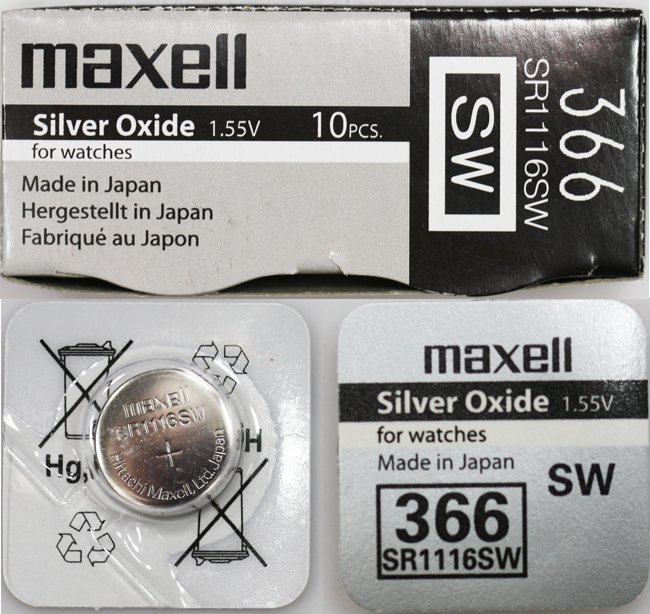 maxell
Silver Oxide 1.55V 10PCS.
for watches
Made in Japan
Hergestellt in Japan
Fabriqué au Japon
SW
SR1116SW
366
maxell
SR1116SW
+
Hitachi Maxell,Ltd.Japan
Hg,
maxell
Silver Oxide 1.55V
for watches
Made in Japan
SW
366
SR1116SW